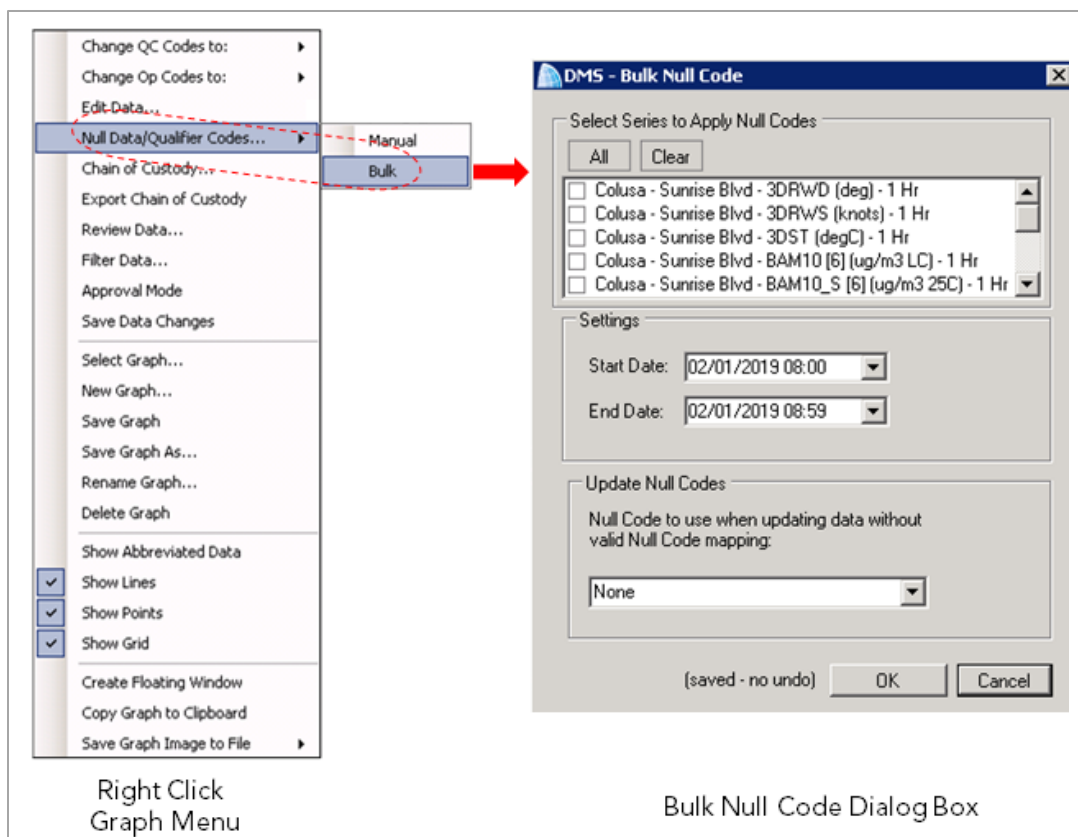 Change QC Codes to:
Change Op Codes to:
Edit Data...
Null Data/Qualifier Codes...
Manual
Bulk
Chain of Custody...
Export Chain of Custody
Review Data...
Filter Data...
Approval Mode
Save Data Changes
Select Graph...
New Graph...
Save Graph
Save Graph As...
Rename Graph...
Delete Graph
Show Abbreviated Data
Show Lines
Show Points
Show Grid
Create Floating Window
Copy Graph to Clipboard
Save Graph Image to File
Right Click
Graph Menu
DMS - Bulk Null Code
Select Series to Apply Null Codes
All Clear
Colusa - Sunrise Blvd - 3DRWD (deg) - 1 Hr
Colusa - Sunrise Blvd - 3DRWS (knots) - 1 Hr
Colusa - Sunrise Blvd - 3DST (degC) - 1 Hr
Colusa - Sunrise Blvd - BAM10 [6] (ug/m3 LC) - 1 Hr
Colusa - Sunrise Blvd - BAM10_S [6] (ug/m3 25C) - 1 Hr
Settings
Start Date: 02/01/2019 08:00
End Date: 02/01/2019 08:59
Update Null Codes
Null Code to use when updating data without
valid Null Code mapping:
None
(saved - no undo) OK Cancel
Bulk Null Code Dialog Box